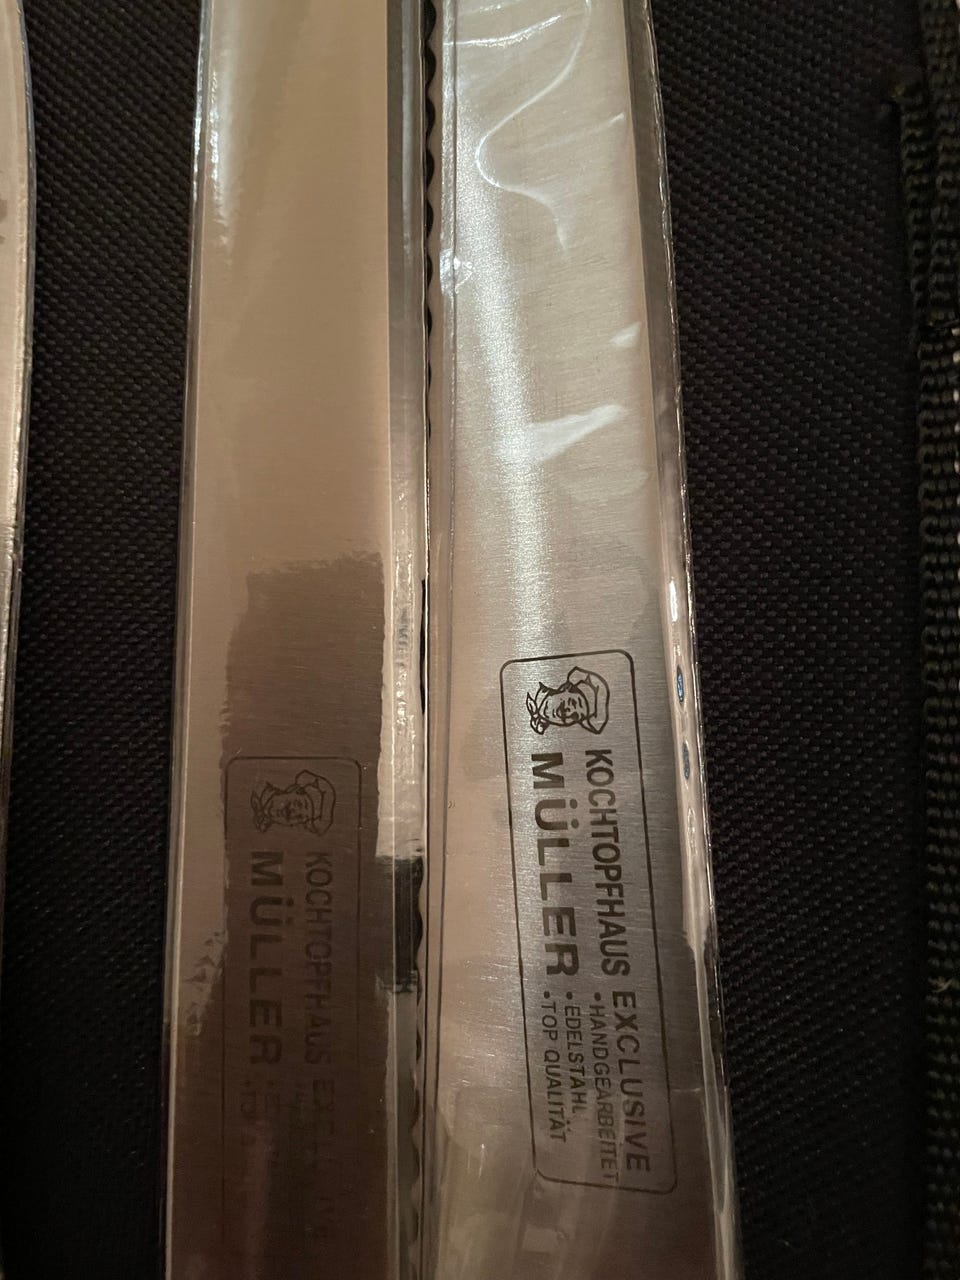 KOCHTOPFHAUS EXCLUSIVE
MÜLLER
•HANDGEARBEITET
•EDELSTAHL
•TOP QUALITÄT
KOCHTOPFHAUS
MÜLLER